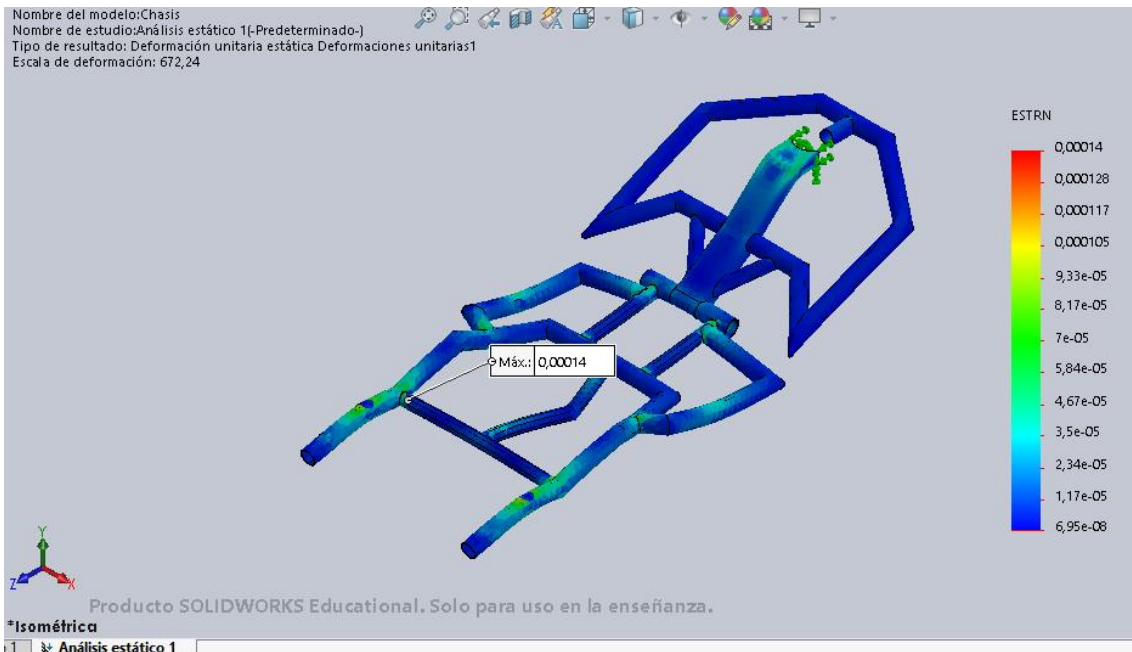 Nombre del modelo:Chasis
Nombre de estudio:Análisis estático 1(-Predeterminado-)
Tipo de resultado: Deformación unitaria estática Deformaciones unitarias1
Escala de deformación: 672,24
ESTRN
0,00014
0,000128
0,000117
0,000105
9,33e-05
8,17e-05
7e-05
5,84e-05
4,67e-05
3,5e-05
2,34e-05
1,17e-05
6,95e-08
Máx.: 0,00014
Y
Z X
Producto SOLIDWORKS Educational. Solo para uso en la enseñanza.
*Isométrica
1 Análisis estático 1